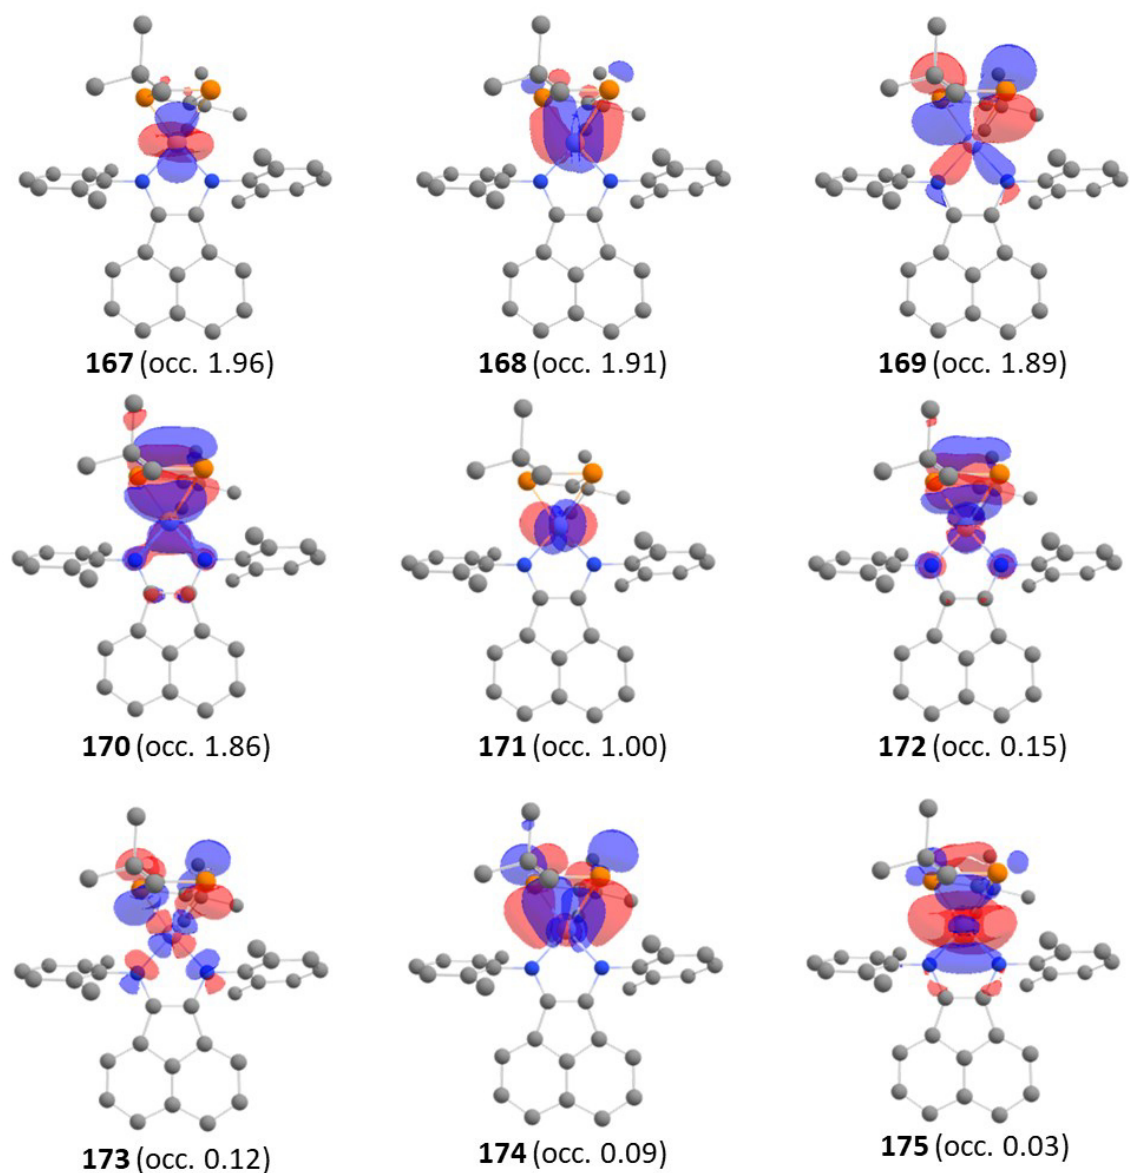 167 (occ. 1.96)
168 (occ. 1.91)
169 (occ. 1.89)
170 (occ. 1.86)
171 (occ. 1.00)
172 (occ. 0.15)
173 (occ. 0.12)
174 (occ. 0.09)
175 (occ. 0.03)